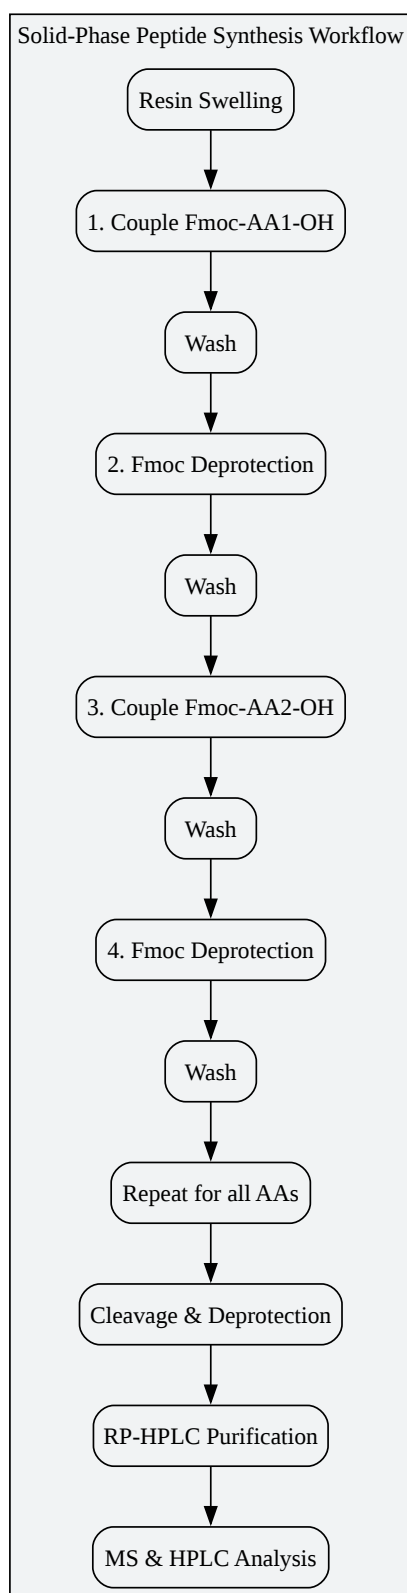 Solid-Phase Peptide Synthesis Workflow
Resin Swelling
1. Couple Fmoc-AA1-OH
Wash
2. Fmoc Deprotection
Wash
3. Couple Fmoc-AA2-OH
Wash
4. Fmoc Deprotection
Wash
Repeat for all AAs
Cleavage & Deprotection
RP-HPLC Purification
MS & HPLC Analysis